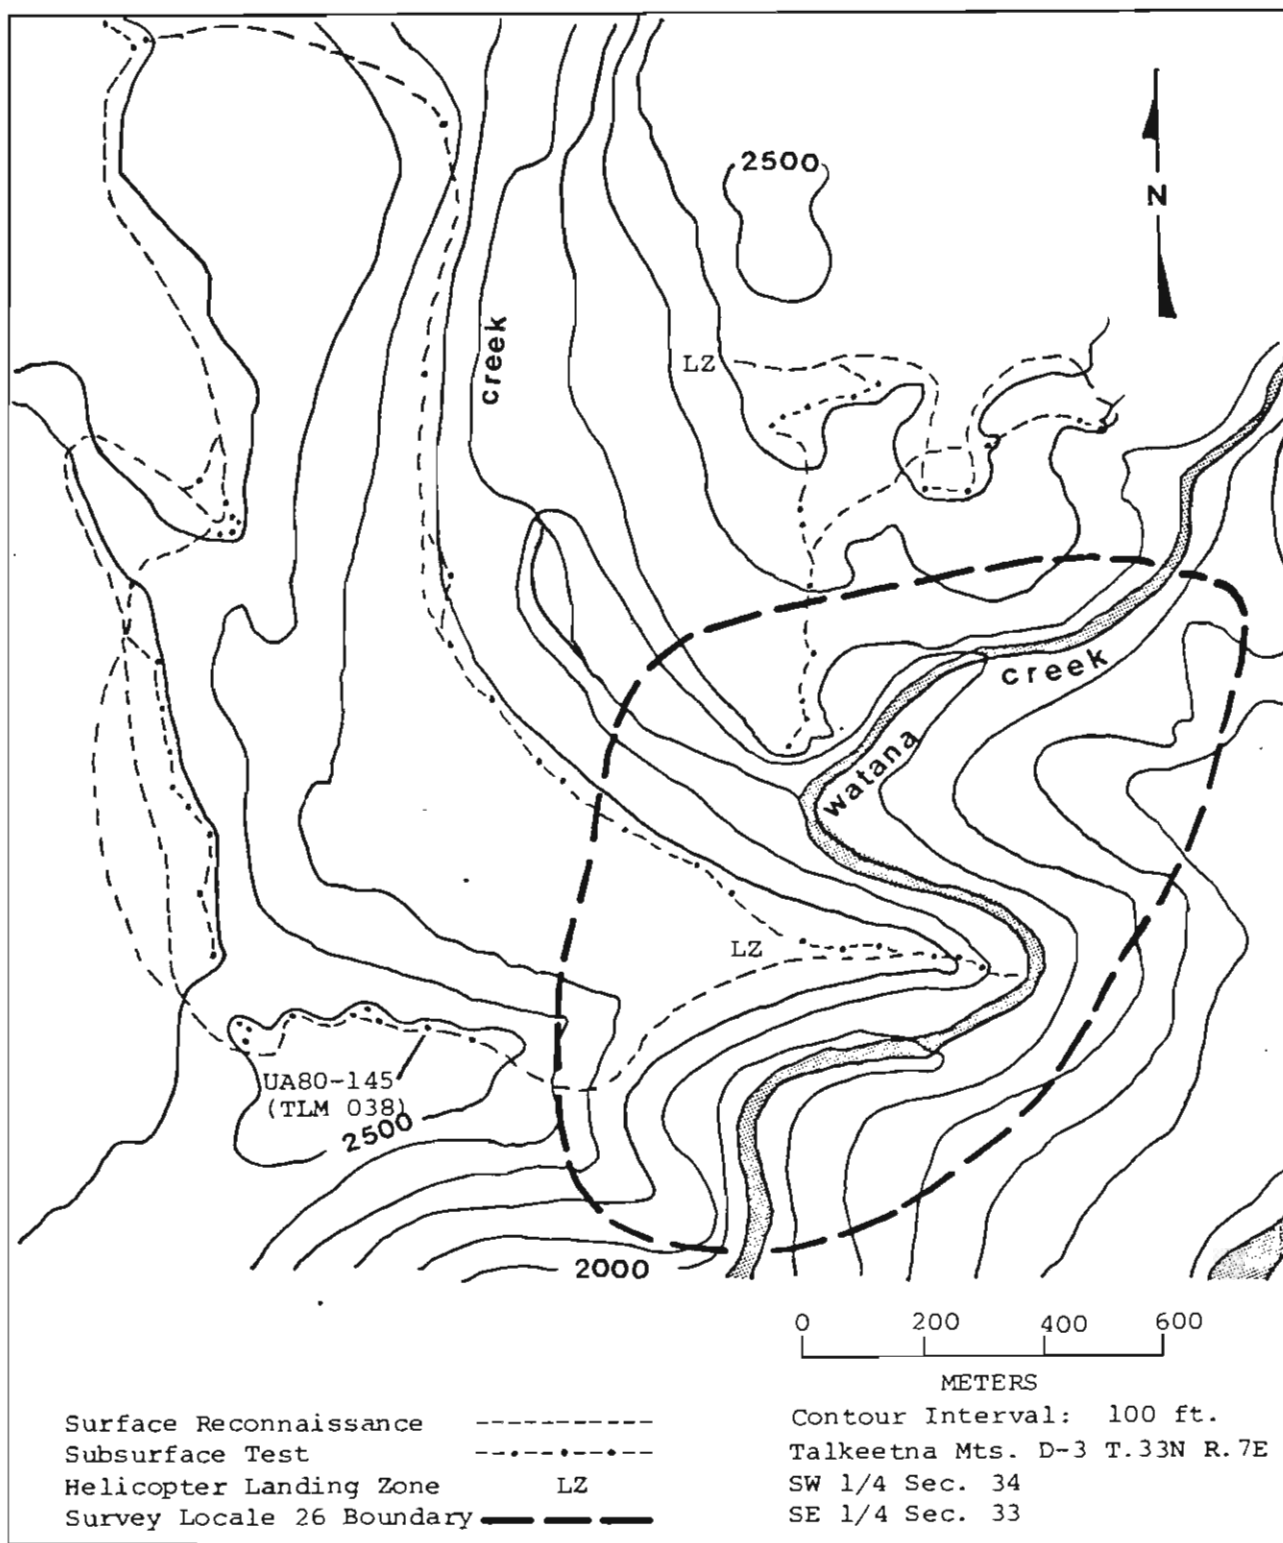 2500
N
creek
LZ
creek
watana
LZ
UA80-145
(TLM 038)
2500
2000
0 200 400 600
METERS
Surface Reconnaissance
Subsurface Test
Helicopter Landing Zone LZ
Survey Locale 26 Boundary
Contour Interval: 100 ft.
Talkeetna Mts. D-3 T.33N R.7E
SW 1/4 Sec. 34
SE 1/4 Sec. 33